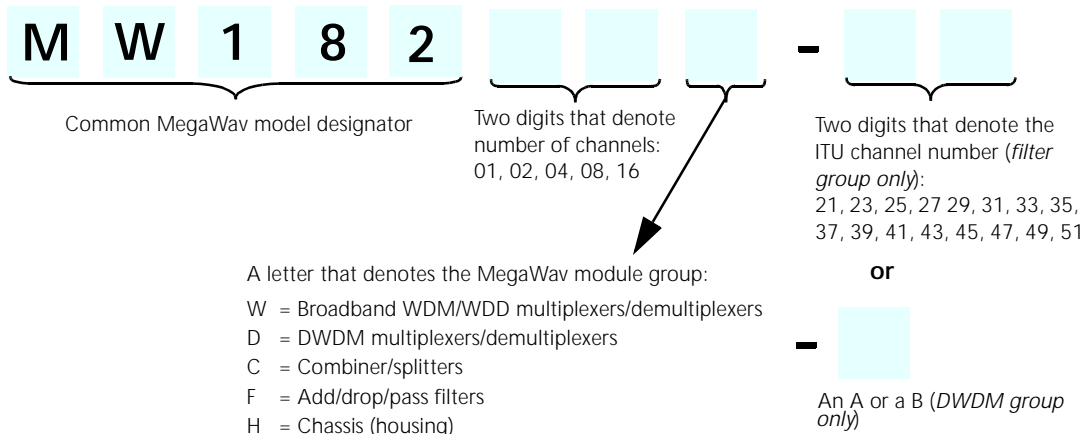 M W 1 8 2 -
Common MegaWav model designator
Two digits that denote
number of channels:
01, 02, 04, 08, 16
Two digits that denote the
ITU channel number (filter
group only):
21, 23, 25, 27 29, 31, 33, 35,
37, 39, 41, 43, 45, 47, 49, 51
or
-
An A or a B (DWDM group
only)
A letter that denotes the MegaWav module group:
W = Broadband WDM/WDD multiplexers/demultiplexers
D = DWDM multiplexers/demultiplexers
C = Combiner/splitters
F = Add/drop/pass filters
H = Chassis (housing)